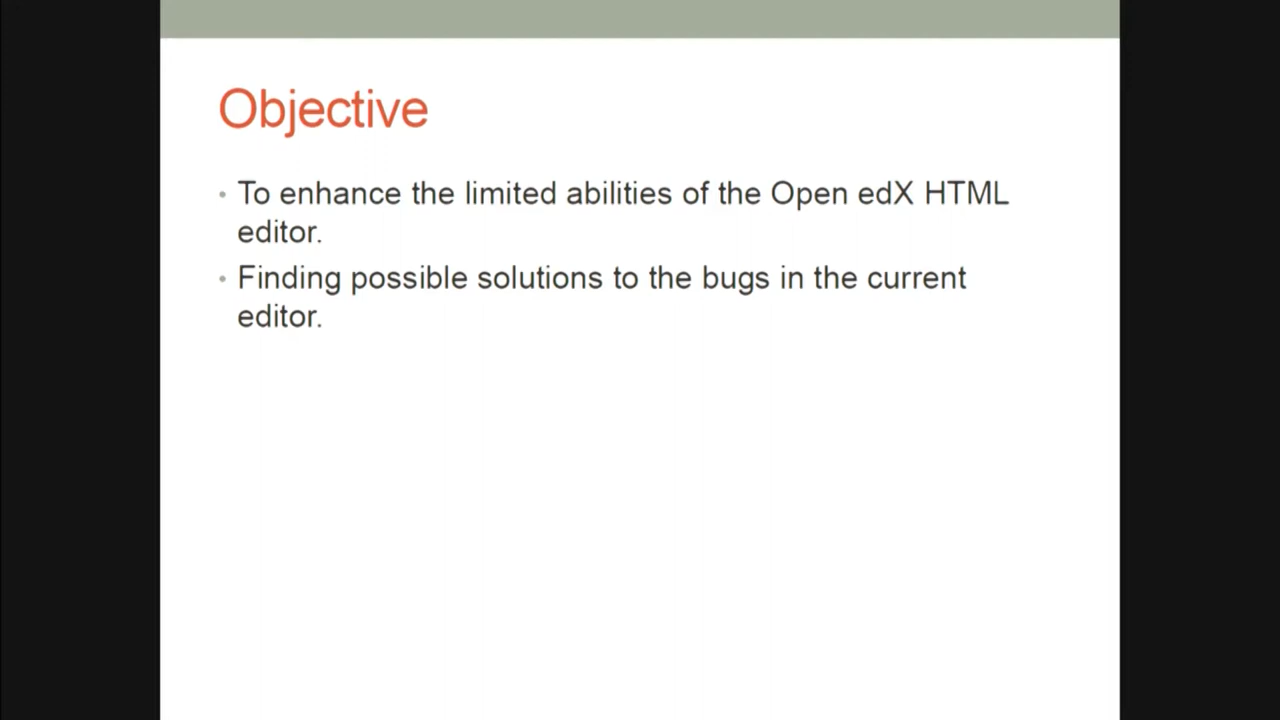 Objective
• To enhance the limited abilities of the Open edX HTML
editor.
• Finding possible solutions to the bugs in the current
editor.